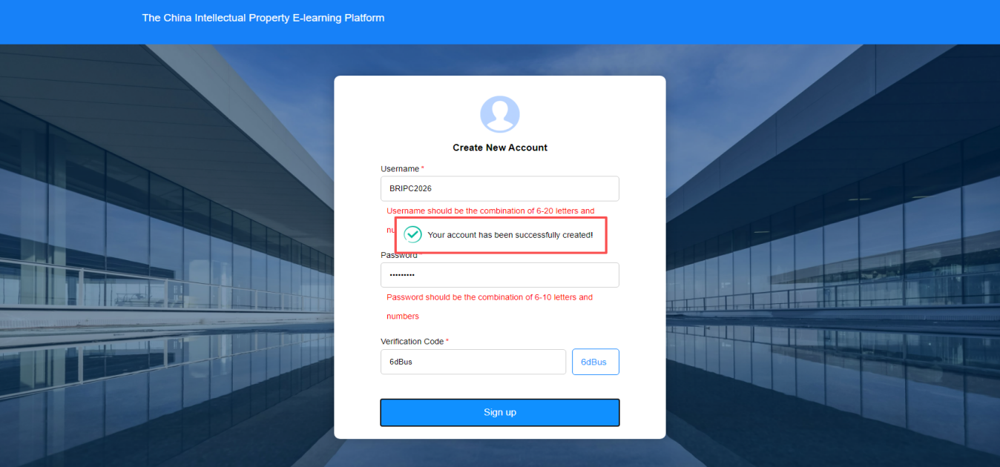 The China Intellectual Property E-learning Platform
Create New Account
Username *
BRIPC2026
Username should be the combination of 6-20 letters and
Your account has been successfully created!
Password
•••••••••
Password should be the combination of 6-10 letters and
numbers
Verification Code *
6dBus
6dBus
Sign up